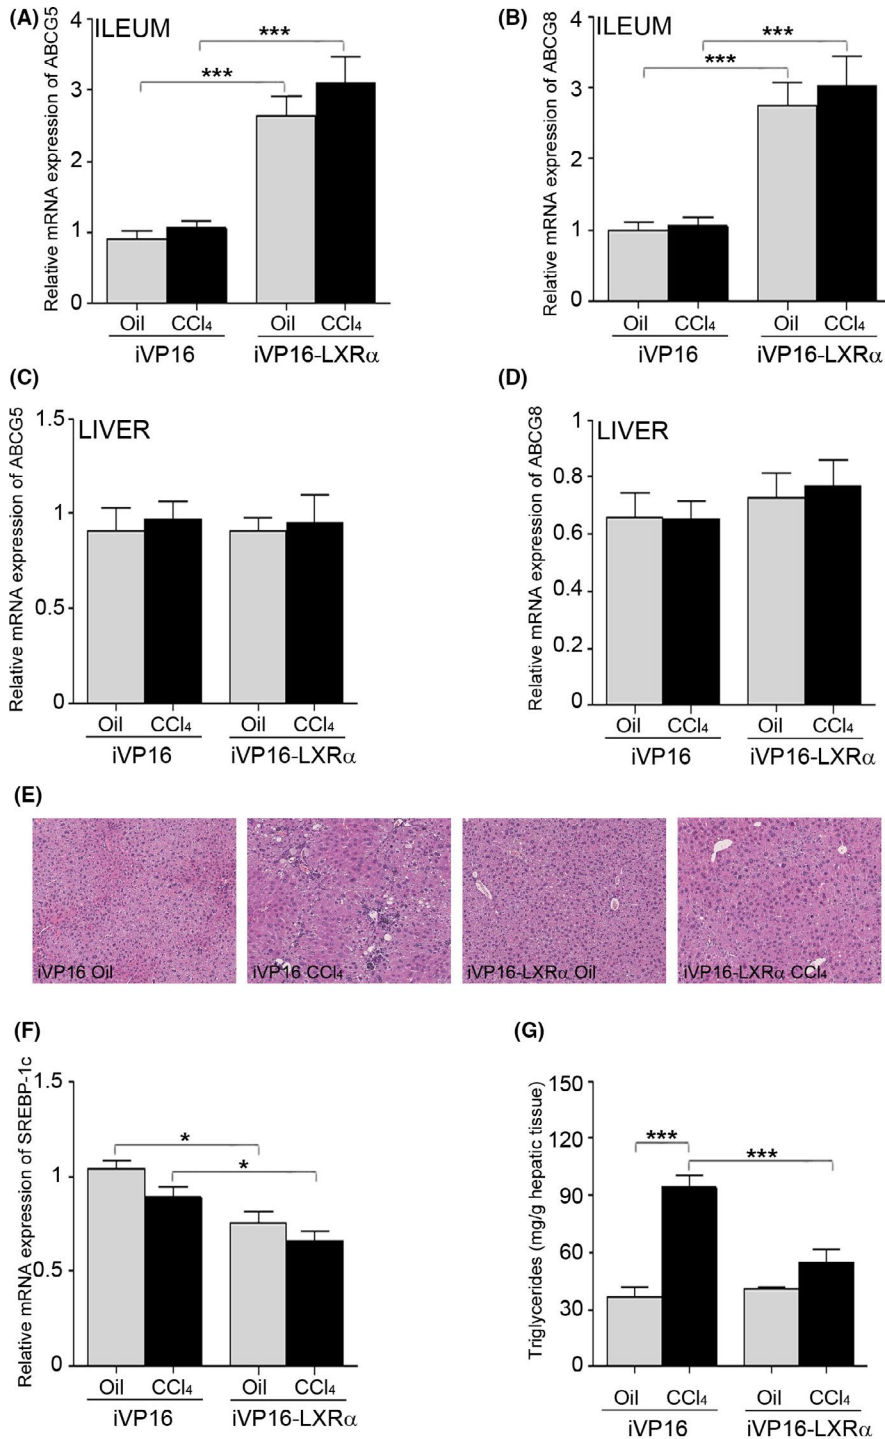 (A)
ILEUM
Relative mRNA expression of ABCG5
4
3
2
1
0
***
***
Oil CCl₄ Oil CCl₄
iVP16 iVP16-LXRα
(B)
ILEUM
Relative mRNA expression of ABCG8
4
3
2
1
0
***
***
Oil CCl₄ Oil CCl₄
iVP16 iVP16-LXRα
(C)
LIVER
Relative mRNA expression of ABCG5
1.5
1
0.5
0
Oil CCl₄ Oil CCl₄
iVP16 iVP16-LXRα
(D)
LIVER
Relative mRNA expression of ABCG8
1
0.8
0.6
0.4
0.2
0
Oil CCl₄ Oil CCl₄
iVP16 iVP16-LXRα
(E)
iVP16 Oil
iVP16 CCl₄
iVP16-LXRα Oil
iVP16-LXRα CCl₄
(F)
Relative mRNA expression of SREBP-1c
1.5
1
0.5
0
*
*
Oil CCl₄ Oil CCl₄
iVP16 iVP16-LXRα
(G)
Triglycerides (mg/g hepatic tissue)
150
120
90
60
30
0
***
***
Oil CCl₄ Oil CCl₄
iVP16 iVP16-LXRα